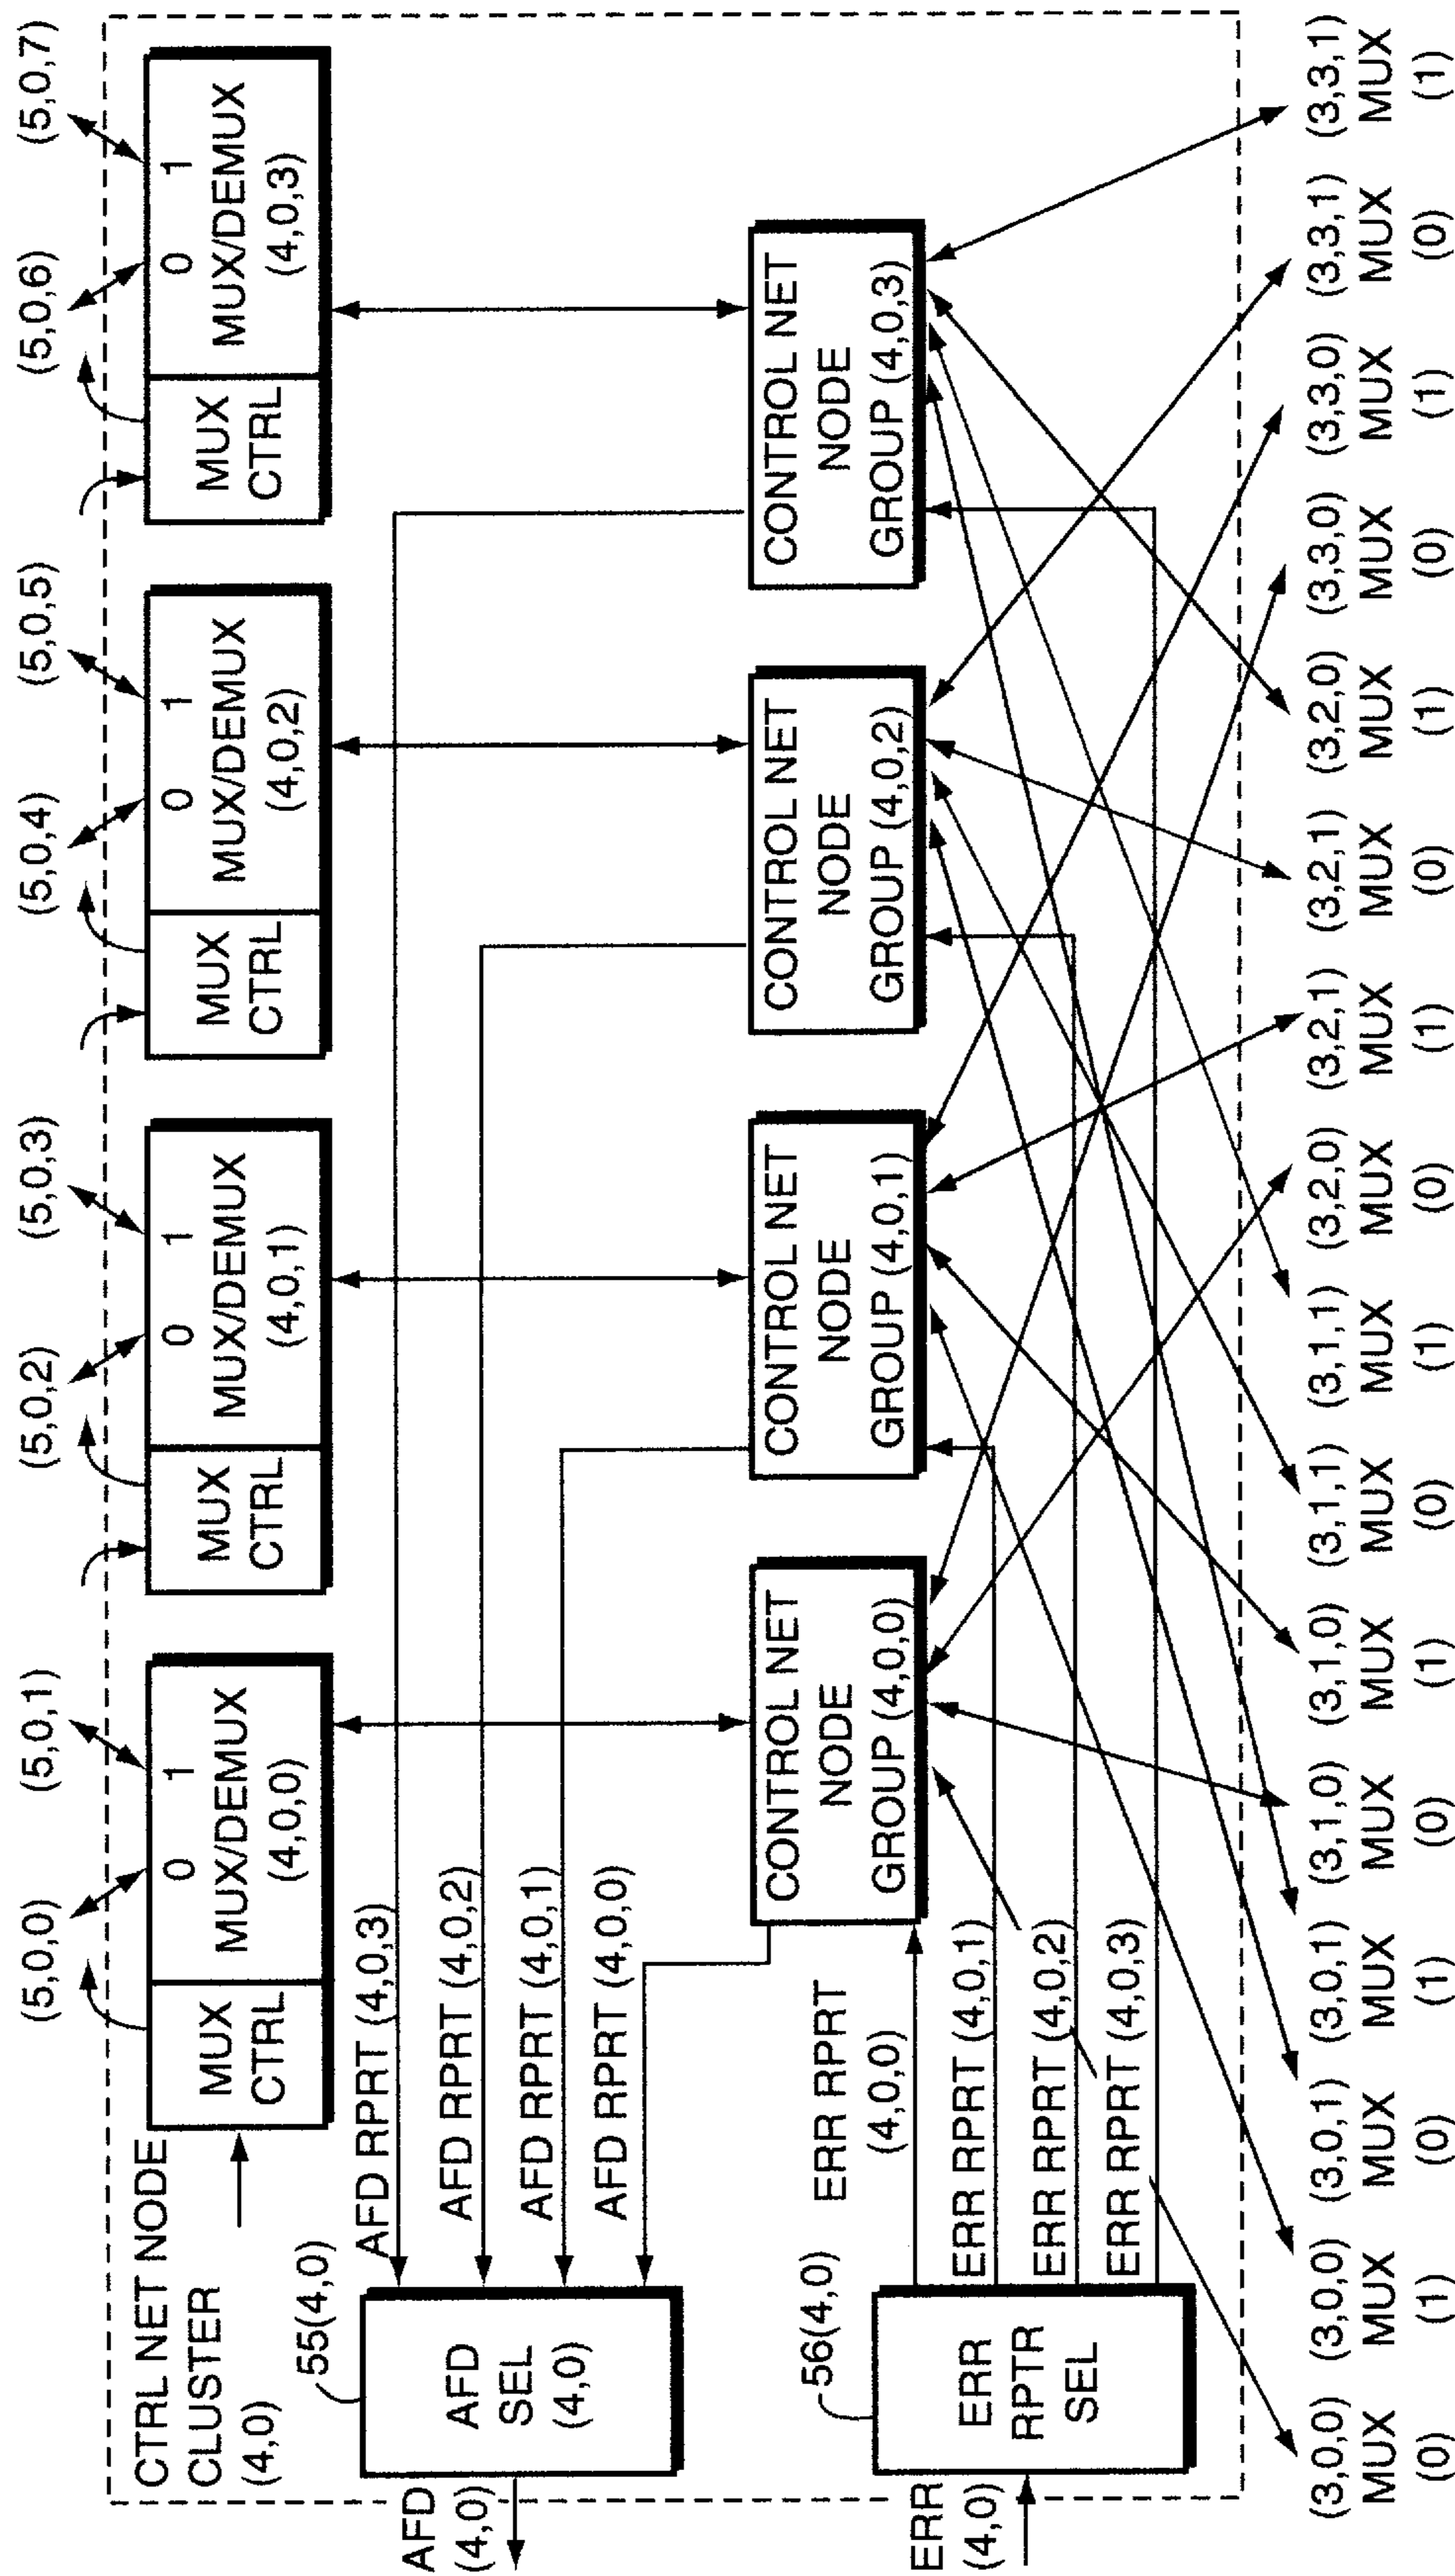 (5,0,0)
(5,0,1)
(5,0,2)
(5,0,3)
(5,0,4)
(5,0,5)
(5,0,6)
(5,0,7)
CTRL NET NODE
CLUSTER
(4,0)
MUX
CTRL
0 1
MUX/DEMUX
(4,0,0)
MUX
CTRL
0 1
MUX/DEMUX
(4,0,1)
MUX
CTRL
0 1
MUX/DEMUX
(4,0,2)
MUX
CTRL
0 1
MUX/DEMUX
(4,0,3)
55(4,0)
AFD RPRT (4,0,3)
AFD RPRT (4,0,2)
AFD RPRT (4,0,1)
AFD RPRT (4,0,0)
AFD
SEL
(4,0)
AFD
(4,0)
CONTROL NET
NODE
GROUP (4,0,0)
CONTROL NET
NODE
GROUP (4,0,1)
CONTROL NET
NODE
GROUP (4,0,2)
CONTROL NET
NODE
GROUP (4,0,3)
56(4,0)
ERR RPRT
(4,0,0)
ERR RPRT (4,0,1)
ERR RPRT (4,0,2)
ERR RPRT (4,0,3)
ERR
RPTR
SEL
ERR
(4,0)
(3,0,0)
MUX
(0)
(3,0,0)
MUX
(1)
(3,0,1)
MUX
(0)
(3,0,1)
MUX
(1)
(3,1,0)
MUX
(0)
(3,1,0)
MUX
(1)
(3,1,1)
MUX
(0)
(3,1,1)
MUX
(1)
(3,2,0)
MUX
(0)
(3,2,1)
MUX
(1)
(3,2,1)
MUX
(0)
(3,2,0)
MUX
(1)
(3,3,0)
MUX
(0)
(3,3,0)
MUX
(1)
(3,3,1)
MUX
(0)
(3,3,1)
MUX
(1)